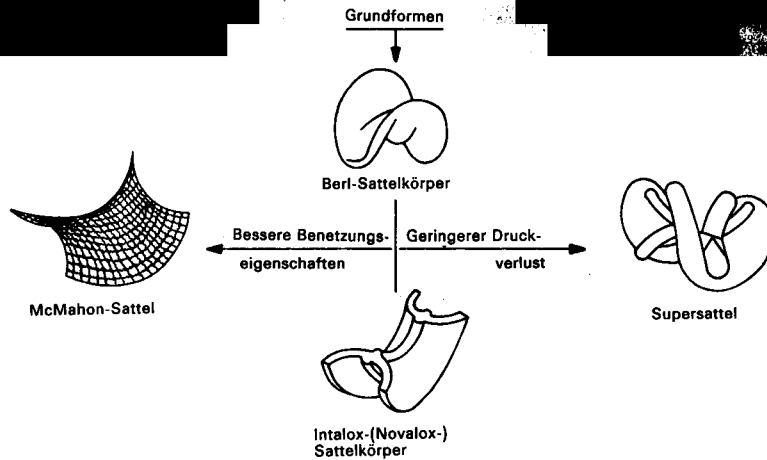 Grundformen
Berl-Sattelkörper
Bessere Benetzungs-
eigenschaften
Geringerer Druck-
verlust
McMahon-Sattel
Supersattel
Intalox-(Novalox-)
Sattelkörper